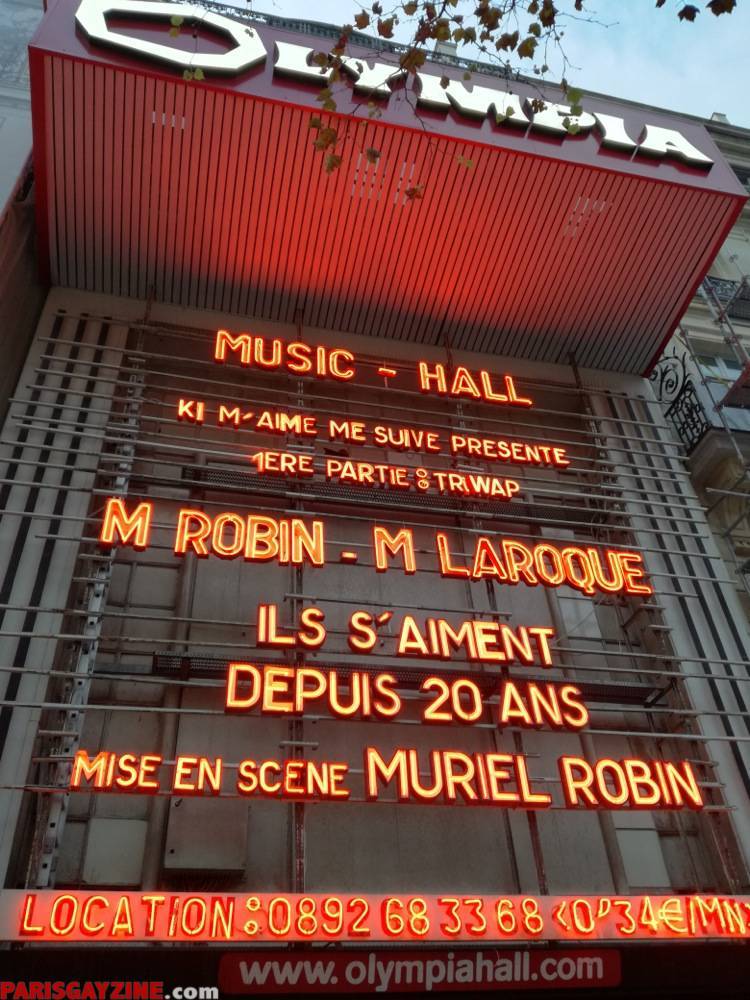 OLYMPIA
MUSIC - HALL
KI M'AIME ME SUIVE PRESENTE
1ERE PARTIE : TRIWAP
M ROBIN - M LAROQUE
ILS S'AIMENT
DEPUIS 20 ANS
MISE EN SCENE MURIEL ROBIN
LOCATION : 0892 68 33 68 <0'34€/MN>
www.olympiahall.com
PARISGAYZINE.com